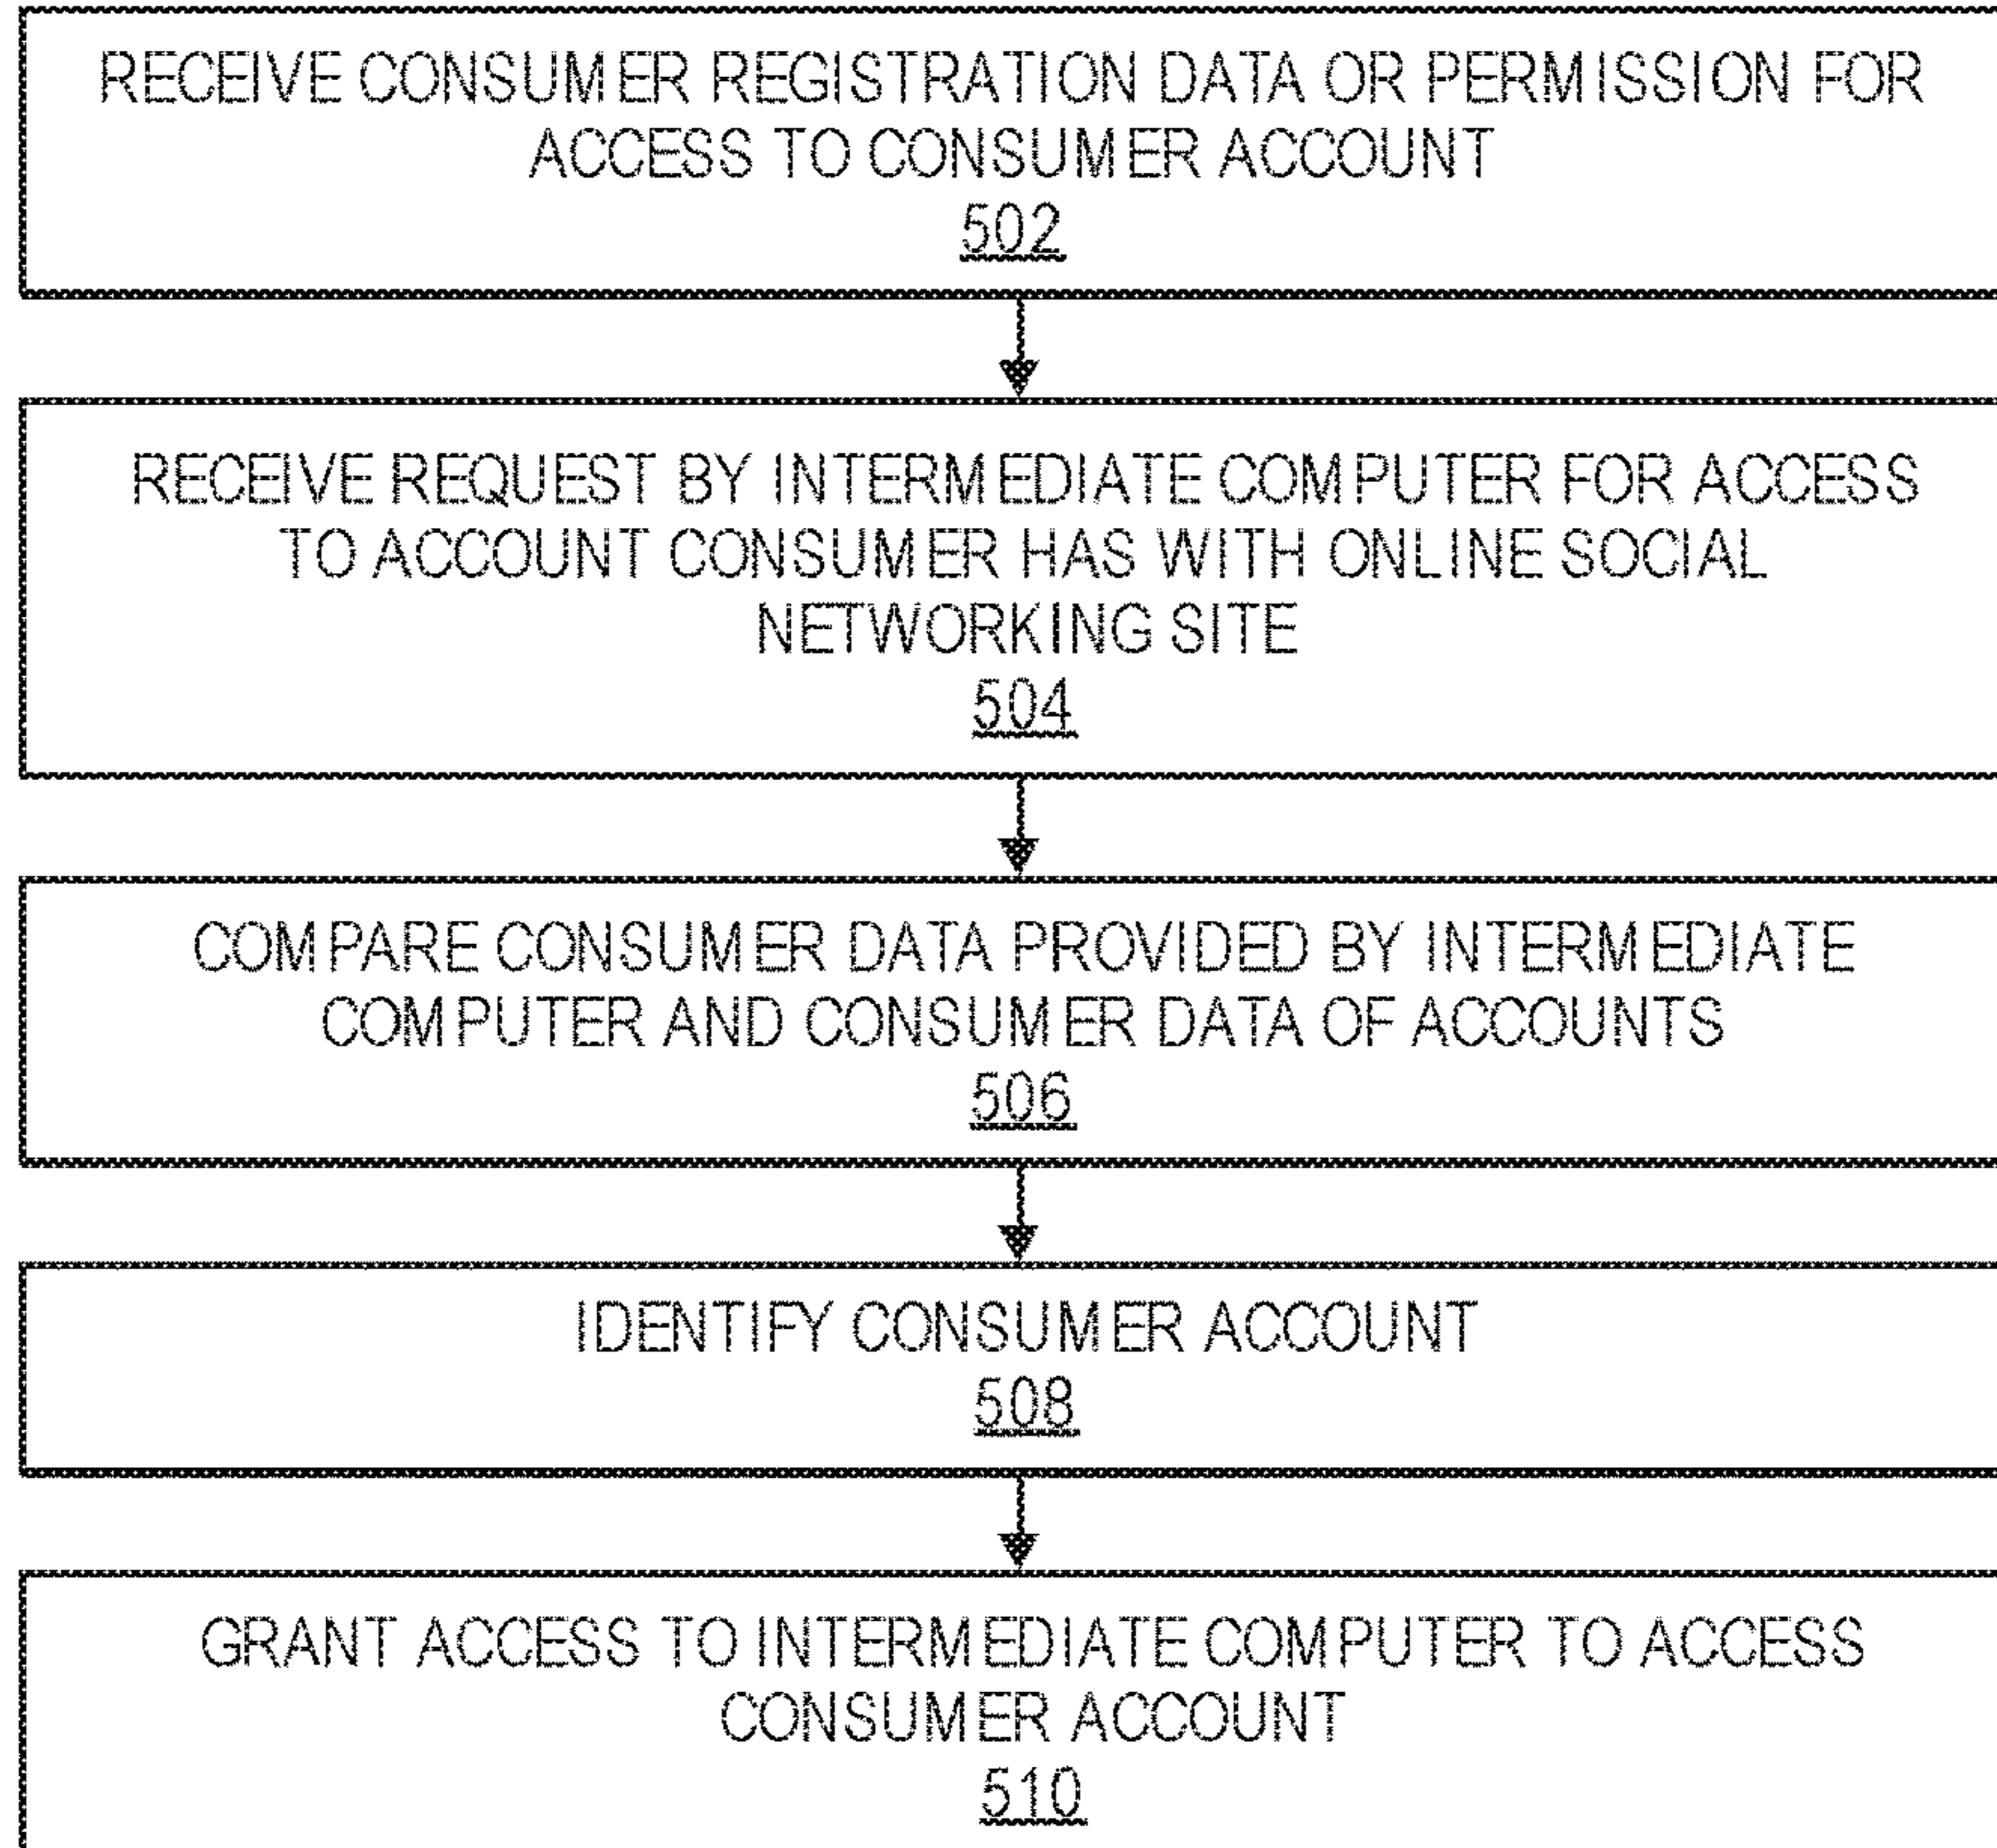 RECEIVE CONSUMER REGISTRATION DATA OR PERMISSION FOR
ACCESS TO CONSUMER ACCOUNT
502
RECEIVE REQUEST BY INTERMEDIATE COMPUTER FOR ACCESS
TO ACCOUNT CONSUMER HAS WITH ONLINE SOCIAL
NETWORKING SITE
504
COMPARE CONSUMER DATA PROVIDED BY INTERMEDIATE
COMPUTER AND CONSUMER DATA OF ACCOUNTS
506
IDENTIFY CONSUMER ACCOUNT
508
GRANT ACCESS TO INTERMEDIATE COMPUTER TO ACCESS
CONSUMER ACCOUNT
510